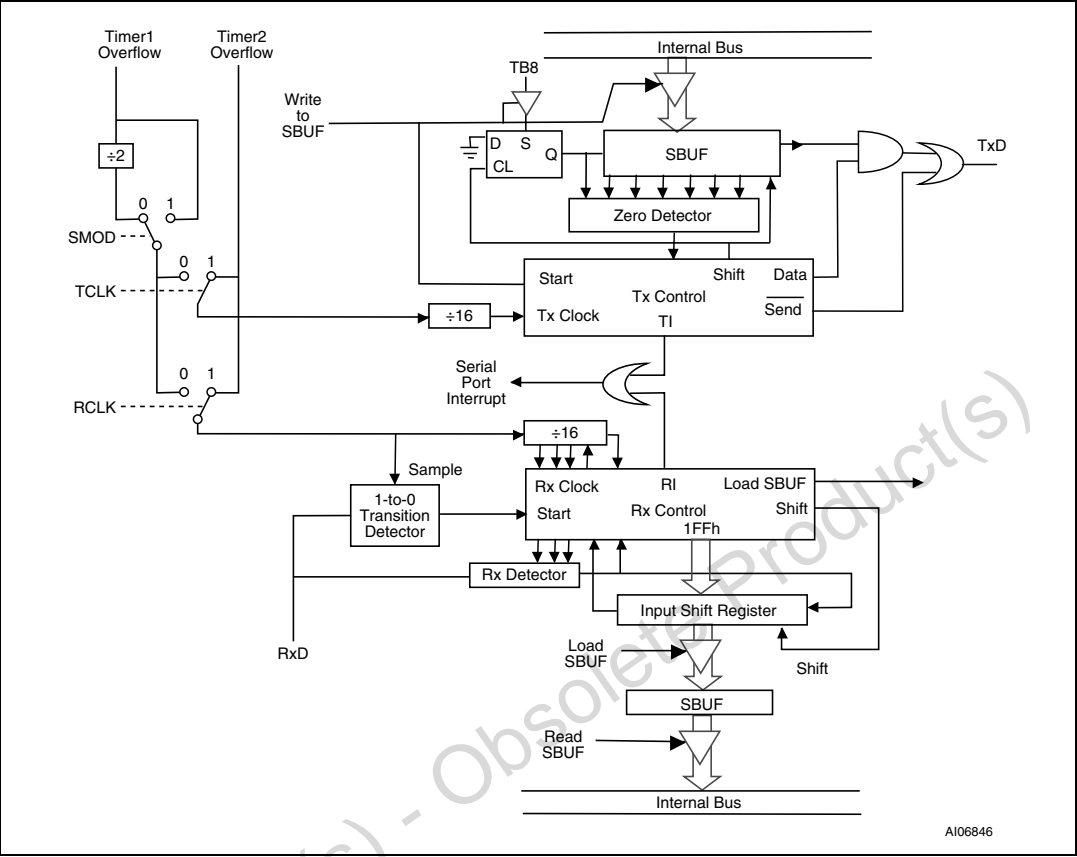 Timer1
Overflow
Timer2
Overflow
Internal Bus
TB8
Write
to
SBUF
÷2
D S
Q
CL
SBUF
TxD
Zero Detector
0 1
SMOD
0 1
TCLK
Start
Shift
Data
Tx Control
Send
÷16
Tx Clock
TI
Serial
Port
Interrupt
0 1
RCLK
÷16
Sample
Rx Clock
RI
Load SBUF
1-to-0
Transition
Detector
Start
Rx Control
Shift
1FFh
Rx Detector
Input Shift Register
RxD
Load
SBUF
Shift
SBUF
Read
SBUF
Internal Bus
AI06846
(s) - Obsolete Product(s)